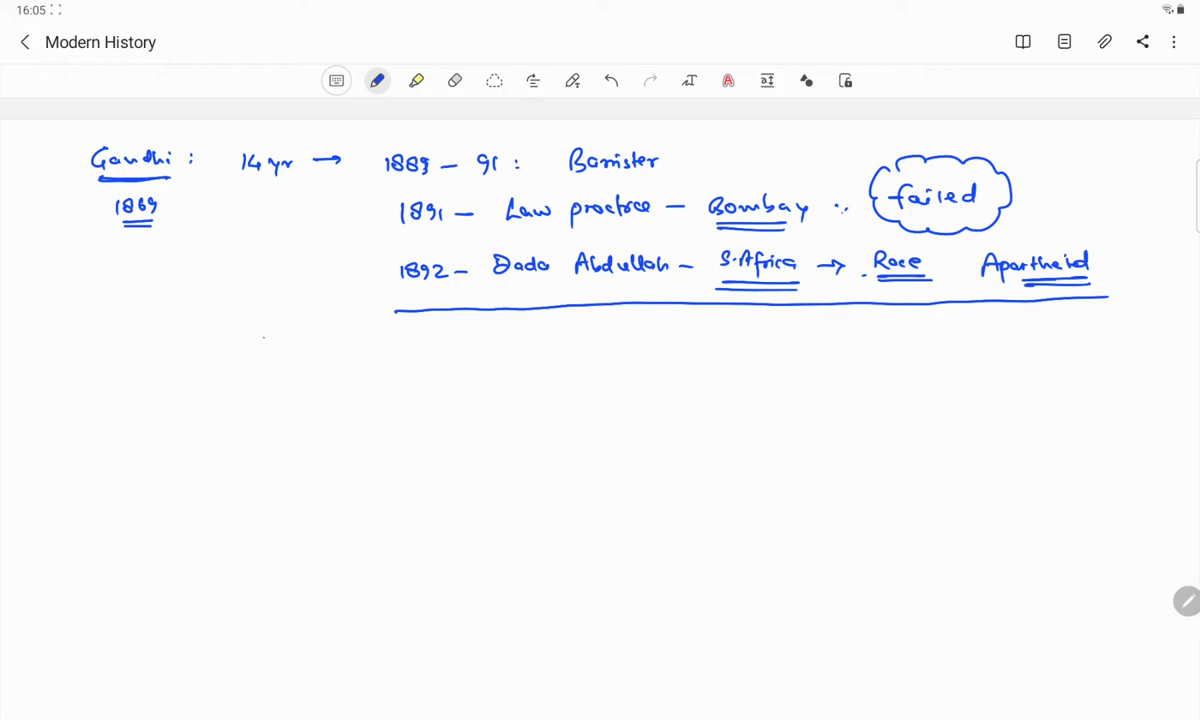 16:05
Modern History
Gandhi : 14 yr → 1889 - 91 : Barrister
1869
1891 - Law practice - Bombay ∵ failed
1892 - Dada Abdullah - S. Africa → Race Apartheid